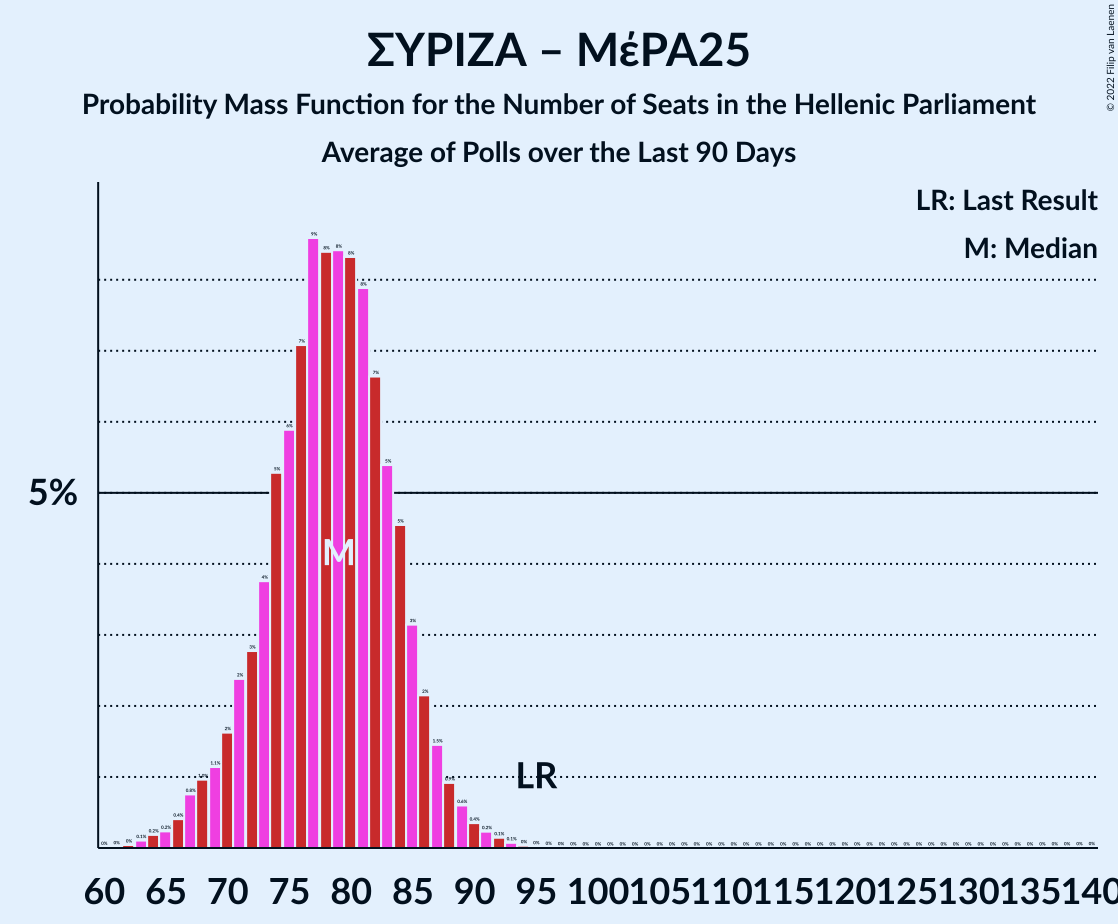 ΣΥΡΙΖΑ – ΜέΡΑ25
Probability Mass Function for the Number of Seats in the Hellenic Parliament
Average of Polls over the Last 90 Days
© 2022 Filip van Laenen
LR: Last Result
M: Median
5%
M
LR
60 65 70 75 80 85 90 95 100 105 110 115 120 125 130 135 140